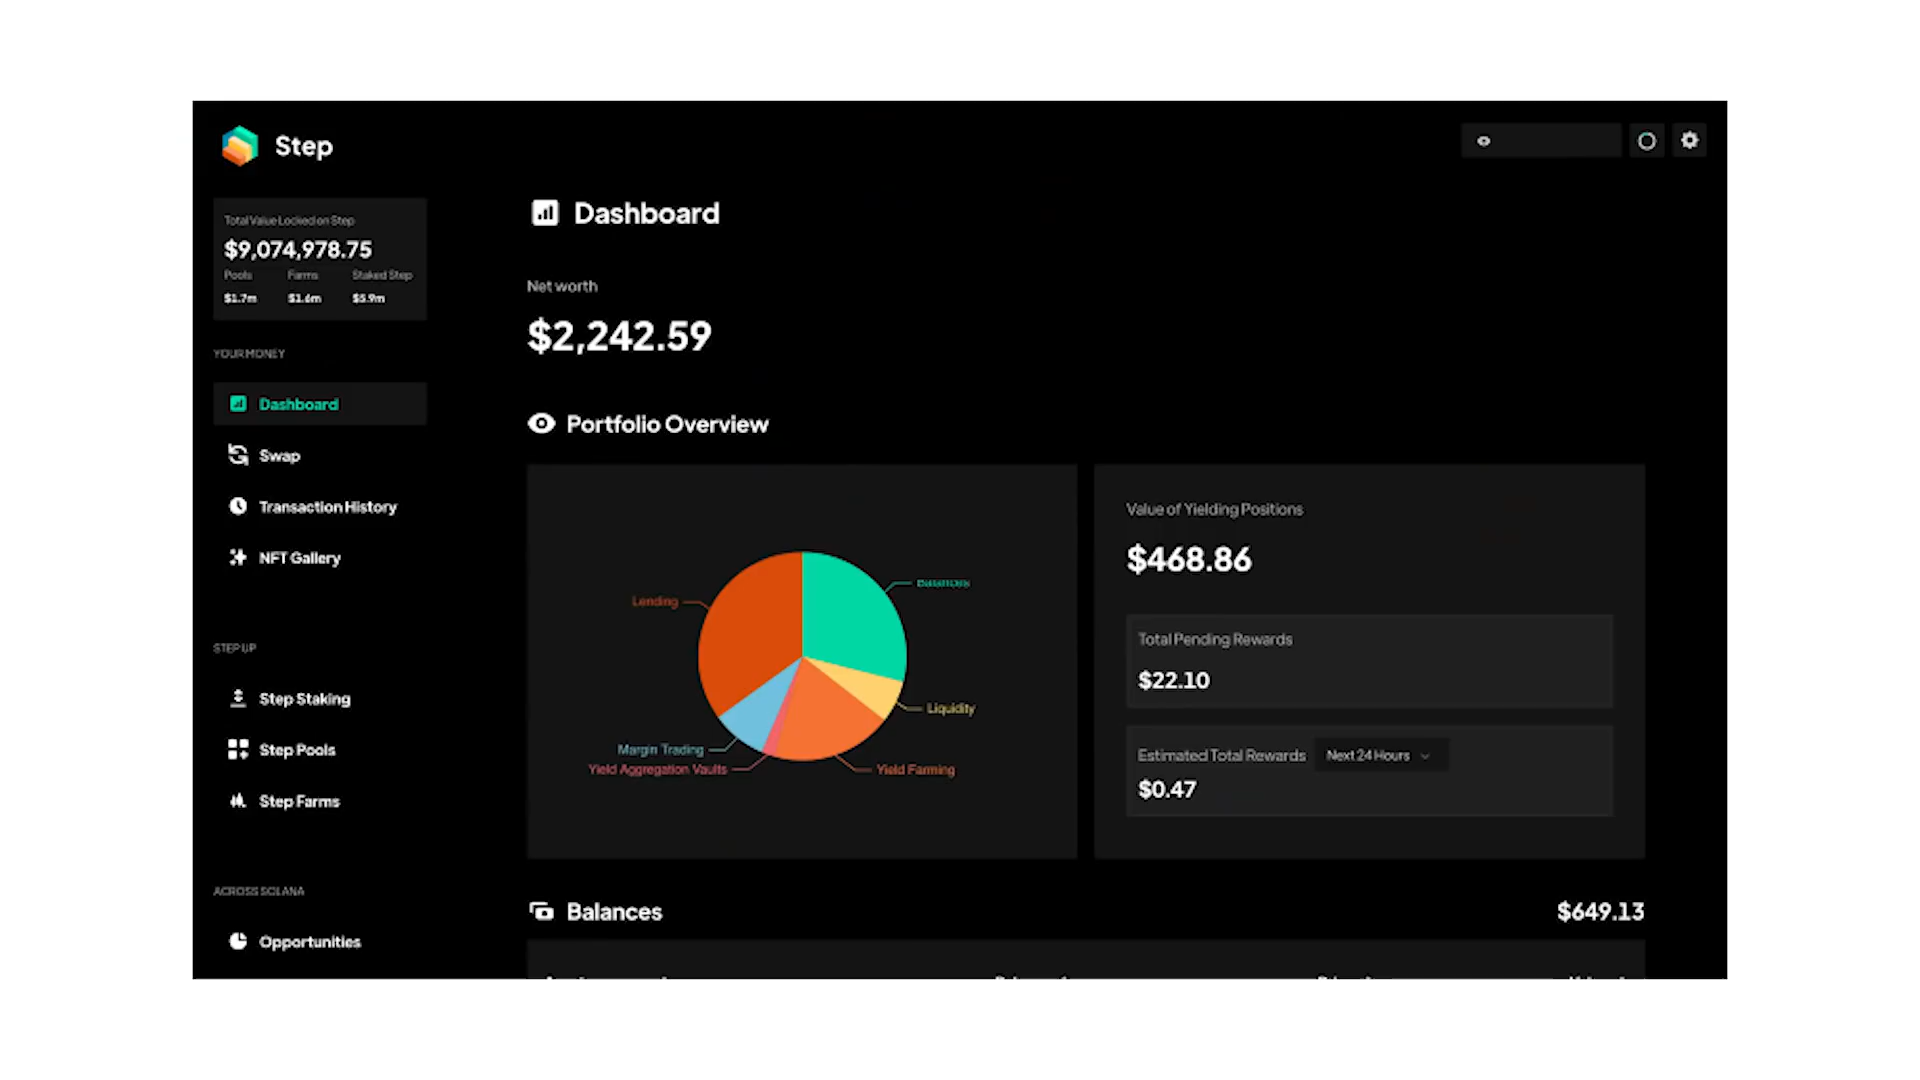 Step
Total Value Locked on Step
$9,074,978.75
Pools Farms Staked Step
$1.7m $1.6m $5.9m
YOUR MONEY
Dashboard
Swap
Transaction History
NFT Gallery
STEP UP
Step Staking
Step Pools
Step Farms
ACROSS SOLANA
Opportunities
Dashboard
Net worth
$2,242.59
Portfolio Overview
Lending
Balances
Liquidity
Margin Trading
Yield Aggregation Vaults
Yield Farming
Value of Yielding Positions
$468.86
Total Pending Rewards
$22.10
Estimated Total Rewards Next 24 Hours
$0.47
Balances $649.13